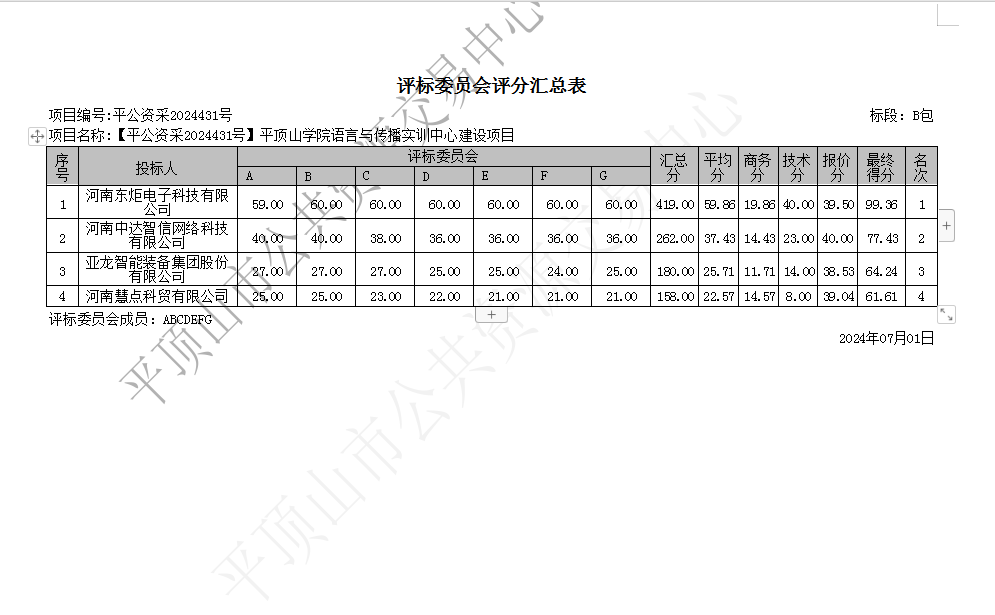 评标委员会评分汇总表
项目编号:平公资采2024431号 标段：B包
项目名称:【平公资采2024431号】平顶山学院语言与传播实训中心建设项目
序号 投标人 评标委员会 汇总分 平均分 商务分 技术分 报价分 最终得分 名次
A B C D E F G
1 河南东炬电子科技有限公司 59.00 60.00 60.00 60.00 60.00 60.00 60.00 419.00 59.86 19.86 40.00 39.50 99.36 1
2 河南中达智信网络科技有限公司 40.00 40.00 38.00 36.00 36.00 36.00 36.00 262.00 37.43 14.43 23.00 40.00 77.43 2
3 亚龙智能装备集团股份有限公司 27.00 27.00 27.00 25.00 25.00 24.00 25.00 180.00 25.71 11.71 14.00 38.53 64.24 3
4 河南慧点科贸有限公司 25.00 25.00 23.00 22.00 21.00 21.00 21.00 158.00 22.57 14.57 8.00 39.04 61.61 4
评标委员会成员：ABCDEFG
2024年07月01日
平顶山市公共资源交易中心
平顶山市公共资源交易中心